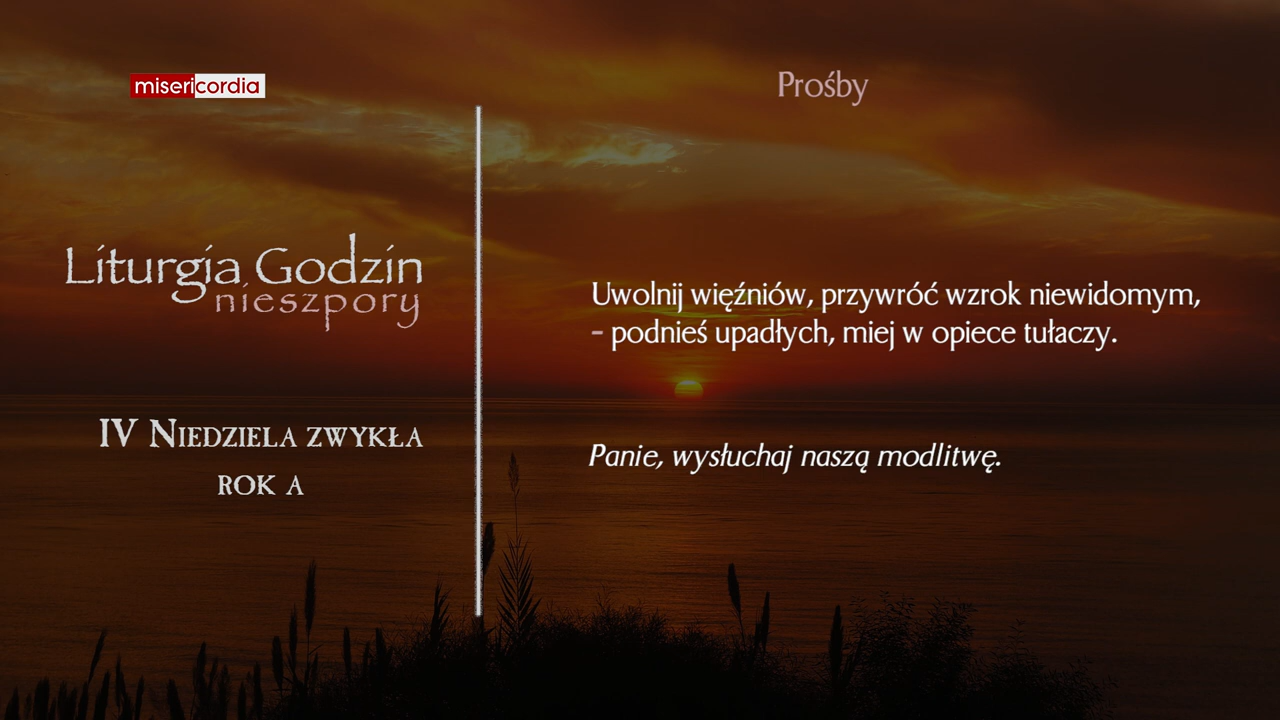 misericordia
Liturgia Godzin
nieszpory
IV Niedziela zwykła
rok A
Prośby
Uwolnij więźniów, przywróć wzrok niewidomym,
– podnieś upadłych, miej w opiece tułaczy.
Panie, wysłuchaj naszą modlitwę.